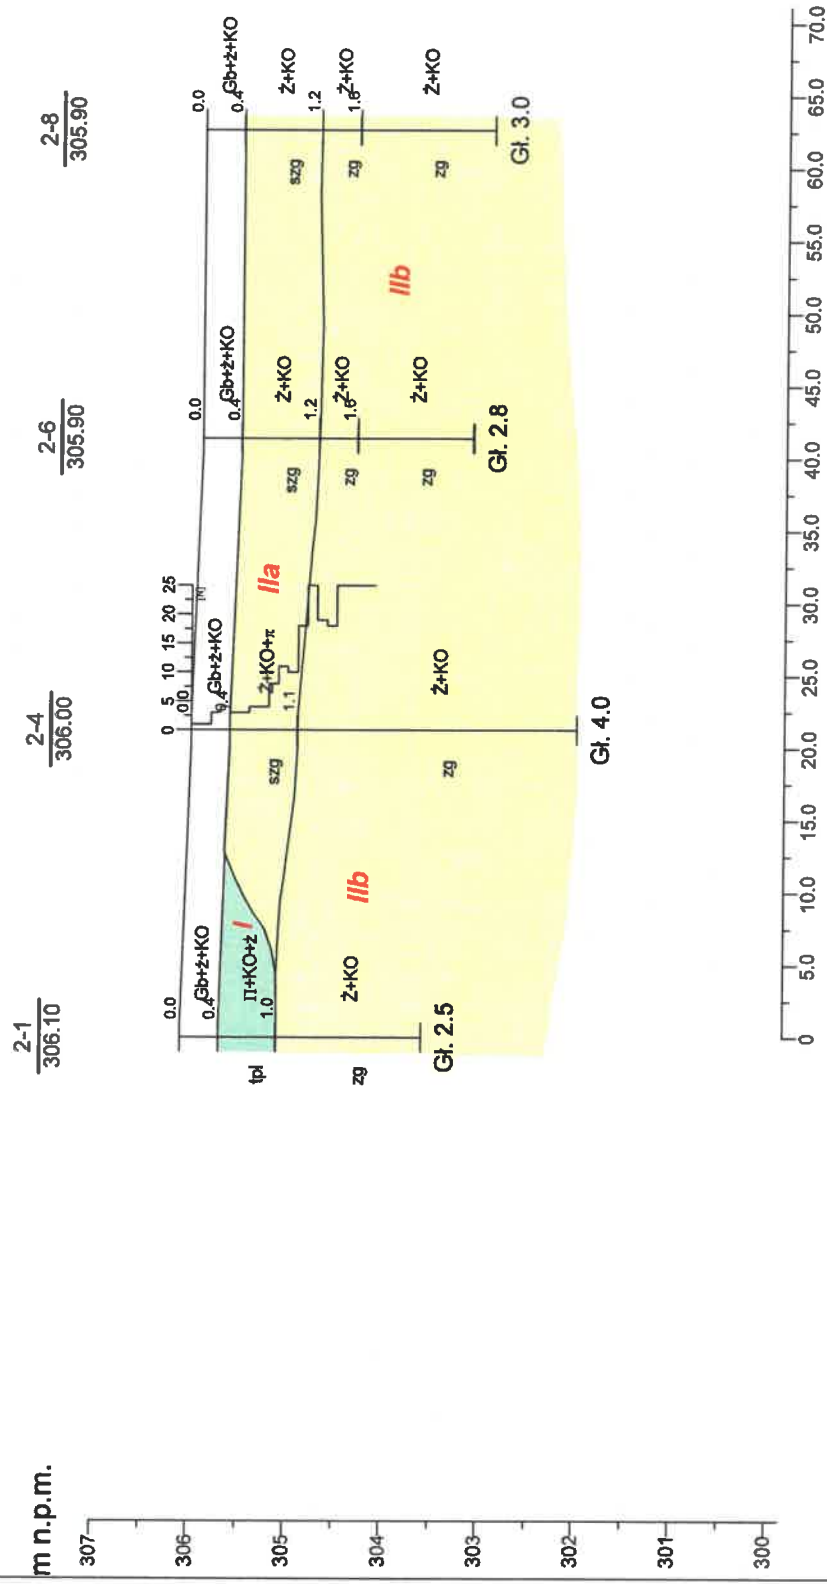 2-1
306.10
2-4
306.00
2-6
305.90
2-8
305.90
m n.p.m.
307
306
305
304
303
302
301
300
0.0
Gb+ż+KO
0.4
Π+KO+ż
I
1.0
tpl
Ż+KO
zg
IIb
Gł. 2.5
0 5 10 15 20 25
[N]
0.0
Gb+ż+KO
0.4
Ż+KO+π
szg
1.1
IIa
Ż+KO
zg
Gł. 4.0
0.0
Gb+ż+KO
0.4
Ż+KO
szg
1.2
Ż+KO
zg
1.6
Ż+KO
zg
Gł. 2.8
IIb
0.0
Gb+ż+KO
0.4
Ż+KO
szg
1.2
Ż+KO
zg
1.6
Ż+KO
zg
Gł. 3.0
0 5.0 10.0 15.0 20.0 25.0 30.0 35.0 40.0 45.0 50.0 55.0 60.0 65.0 70.0